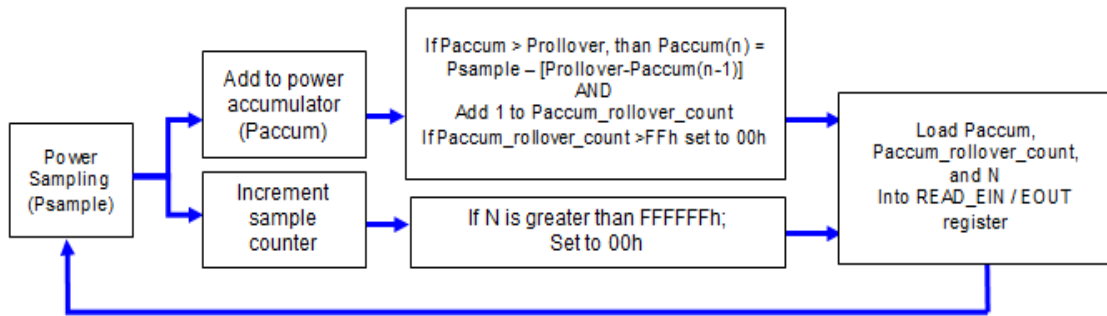 Power
Sampling
(Psample)
Add to power
accumulator
(Paccum)
If Paccum > Prollover, than Paccum(n) =
Psample – [Prollover-Paccum(n-1)]
AND
Add 1 to Paccum_rollover_count
If Paccum_rollover_count >FFh set to 00h
Increment
sample
counter
If N is greater than FFFFFFh;
Set to 00h
Load Paccum,
Paccum_rollover_count,
and N
Into READ_EIN / EOUT
register